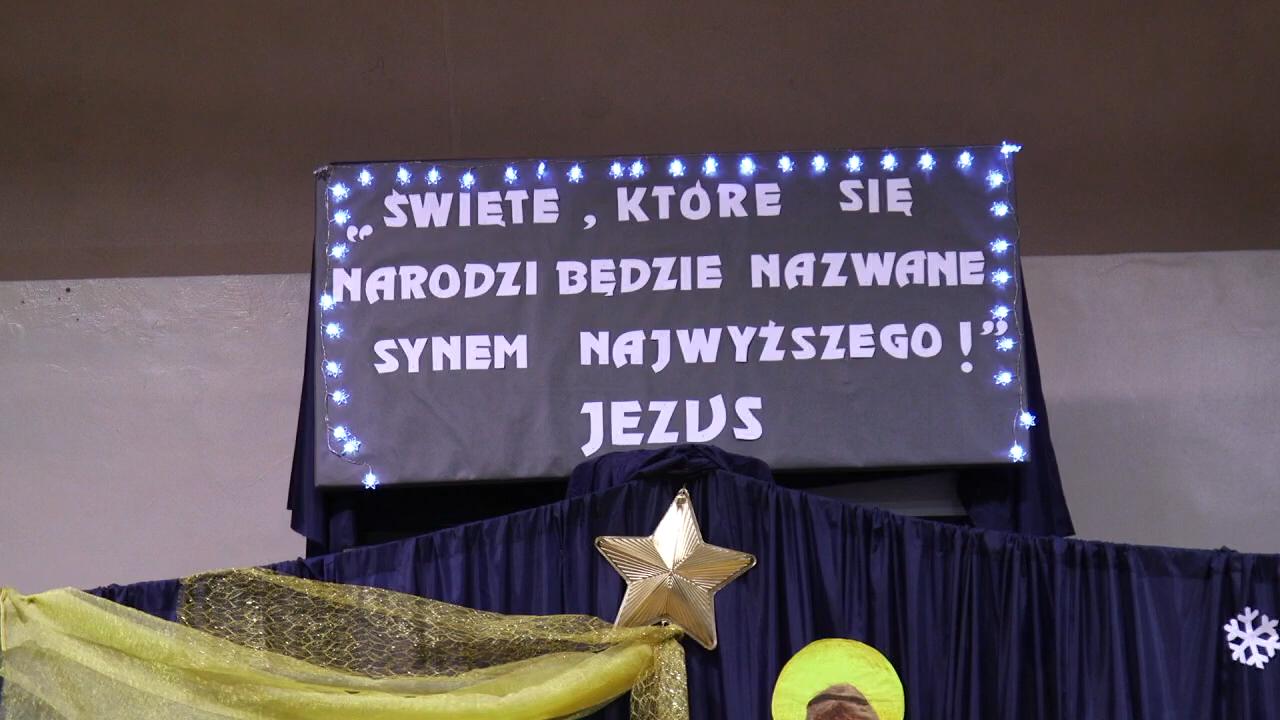 „ŚWIĘTE , KTÓRE SIĘ
NARODZI BĘDZIE NAZWANE
SYNEM NAJWYŻSZEGO !”
JEZUS